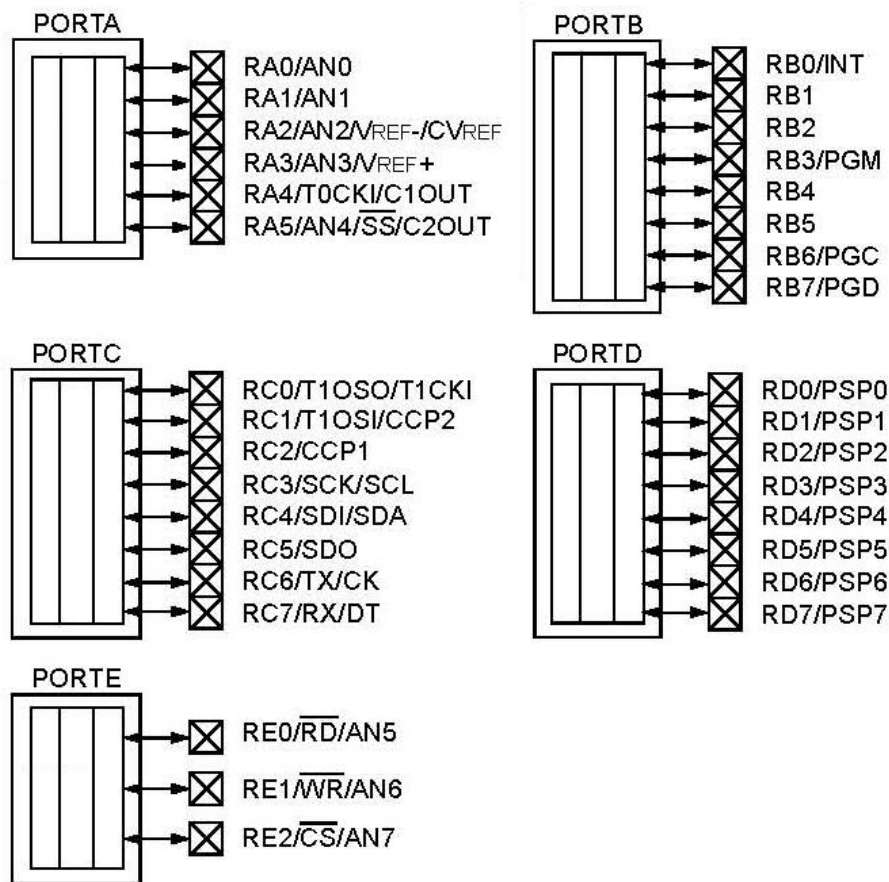 PORTA
RA0/AN0
RA1/AN1
RA2/AN2/VREF-/CVREF
RA3/AN3/VREF+
RA4/T0CKI/C1OUT
RA5/AN4/S̅S̅/C2OUT
PORTB
RB0/INT
RB1
RB2
RB3/PGM
RB4
RB5
RB6/PGC
RB7/PGD
PORTC
RC0/T1OSO/T1CKI
RC1/T1OSI/CCP2
RC2/CCP1
RC3/SCK/SCL
RC4/SDI/SDA
RC5/SDO
RC6/TX/CK
RC7/RX/DT
PORTD
RD0/PSP0
RD1/PSP1
RD2/PSP2
RD3/PSP3
RD4/PSP4
RD5/PSP5
RD6/PSP6
RD7/PSP7
PORTE
RE0/R̅D̅/AN5
RE1/W̅R̅/AN6
RE2/C̅S̅/AN7